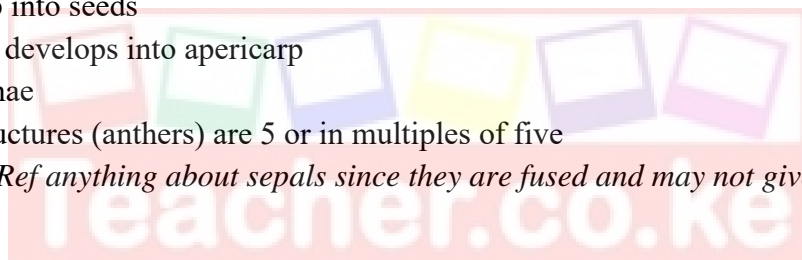 into seeds
develops into apericarp
nae
uctures (anthers) are 5 or in multiples of five
Ref anything about sepals since they are fused and may not giv
Teacher.co.ke